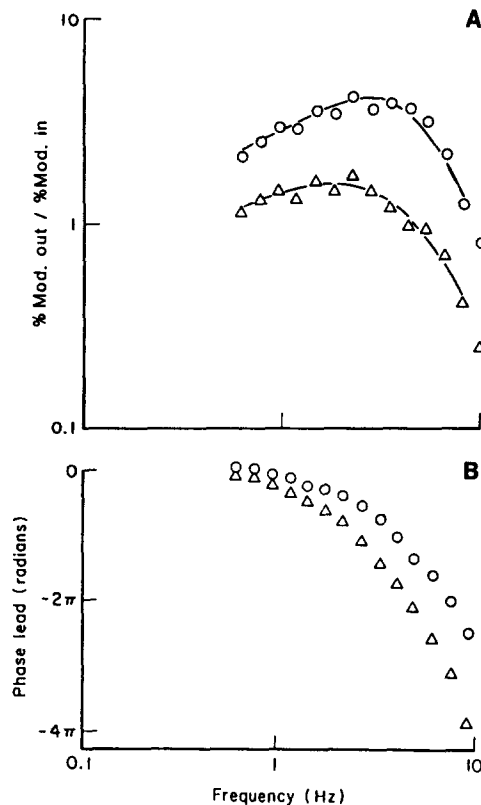 A
10
1
0.1
% Mod. out / %Mod. in
B
0
-2π
-4π
Phase lead (radians)
0.1
1
10
Frequency (Hz)